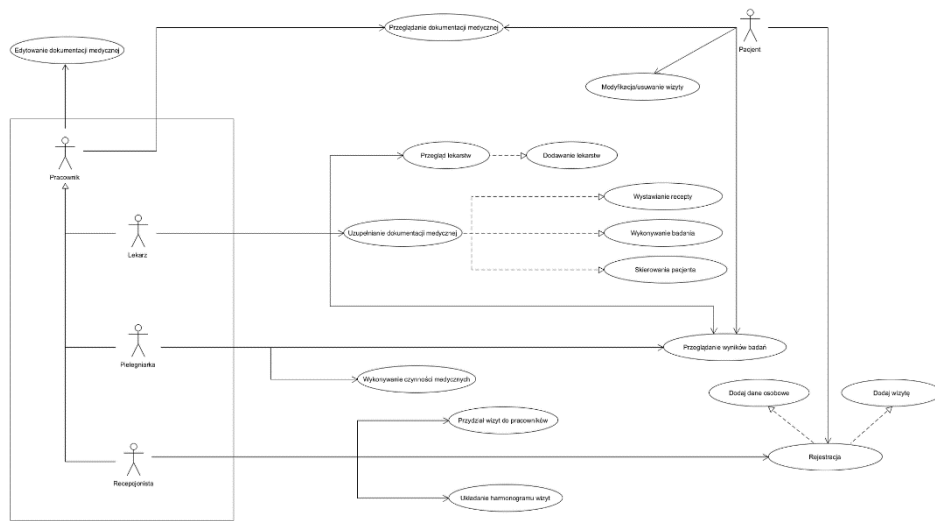 Przeglądanie dokumentacji medycznej
Pacjent
Edytowanie dokumentacji medycznej
Modyfikacja/usuwanie wizyty
Pracownik
Przegląd lekarstw
Dodawanie lekarstw
Wystawianie recepty
Lekarz
Uzupełnianie dokumentacji medycznej
Wykonywanie badania
Skierowanie pacjenta
Pielęgniarka
Przeglądanie wyników badań
Wykonywanie czynności medycznych
Dodaj dane osobowe
Dodaj wizytę
Przydział wizyt do pracowników
Recepcjonista
Rejestracja
Układanie harmonogramu wizyt